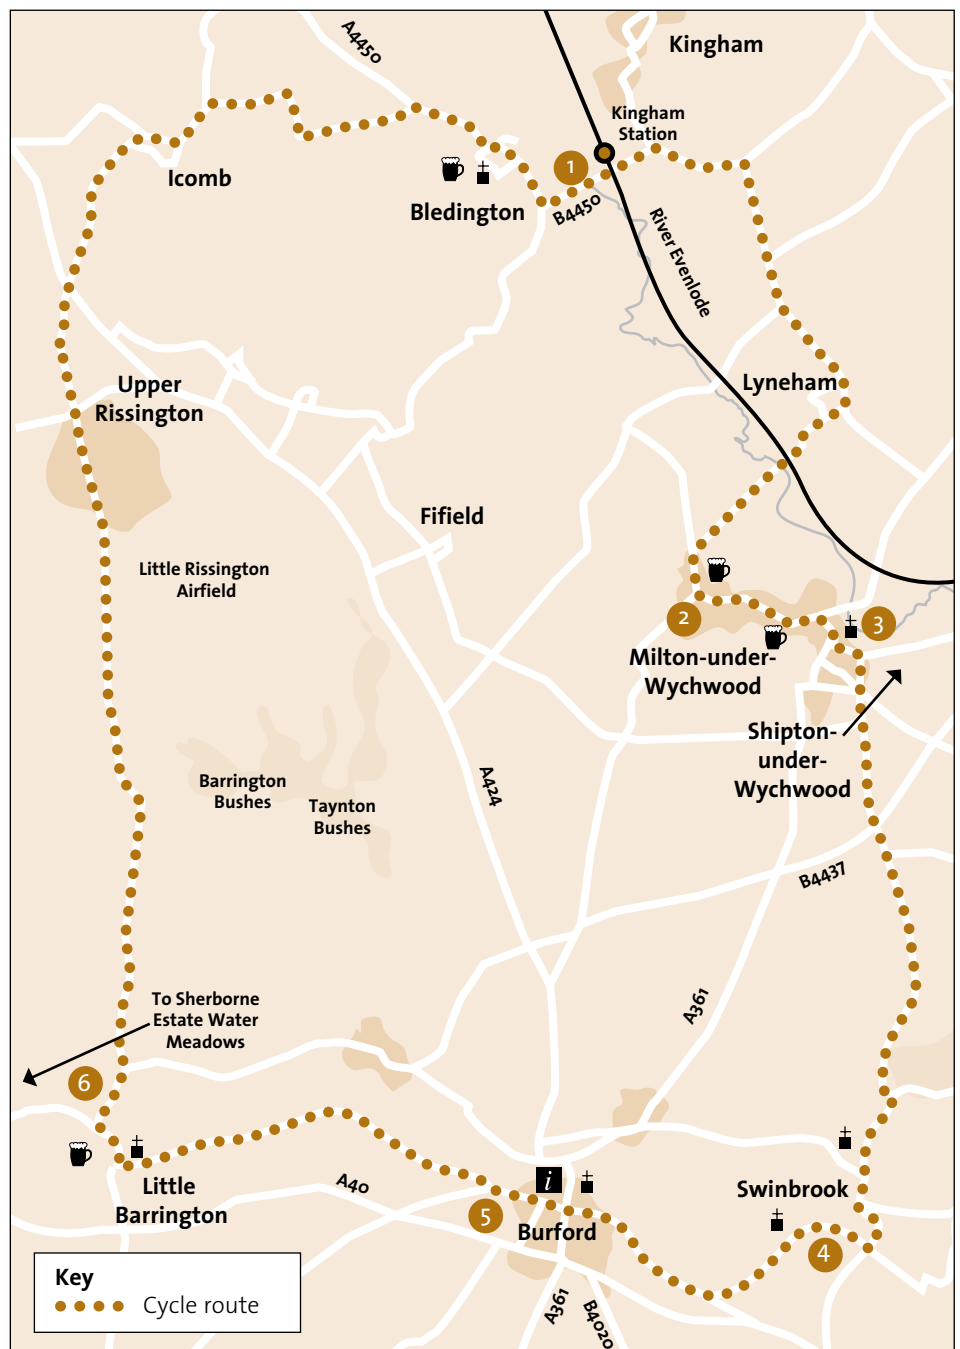 Kingham
A4450
Kingham
Station
1
Icomb
Bledington
B4450
River Evenlode
Lyneham
Upper
Rissington
Fifield
Little Rissington
Airfield
2
3
Milton-under-
Wychwood
Shipton-
under-
Wychwood
Barrington
Bushes
Taynton
Bushes
A424
B4437
To Sherborne
Estate Water
Meadows
A361
6
Little
Barrington
A40
i
5
Burford
Swinbrook
4
A361
B4020
Key
Cycle route